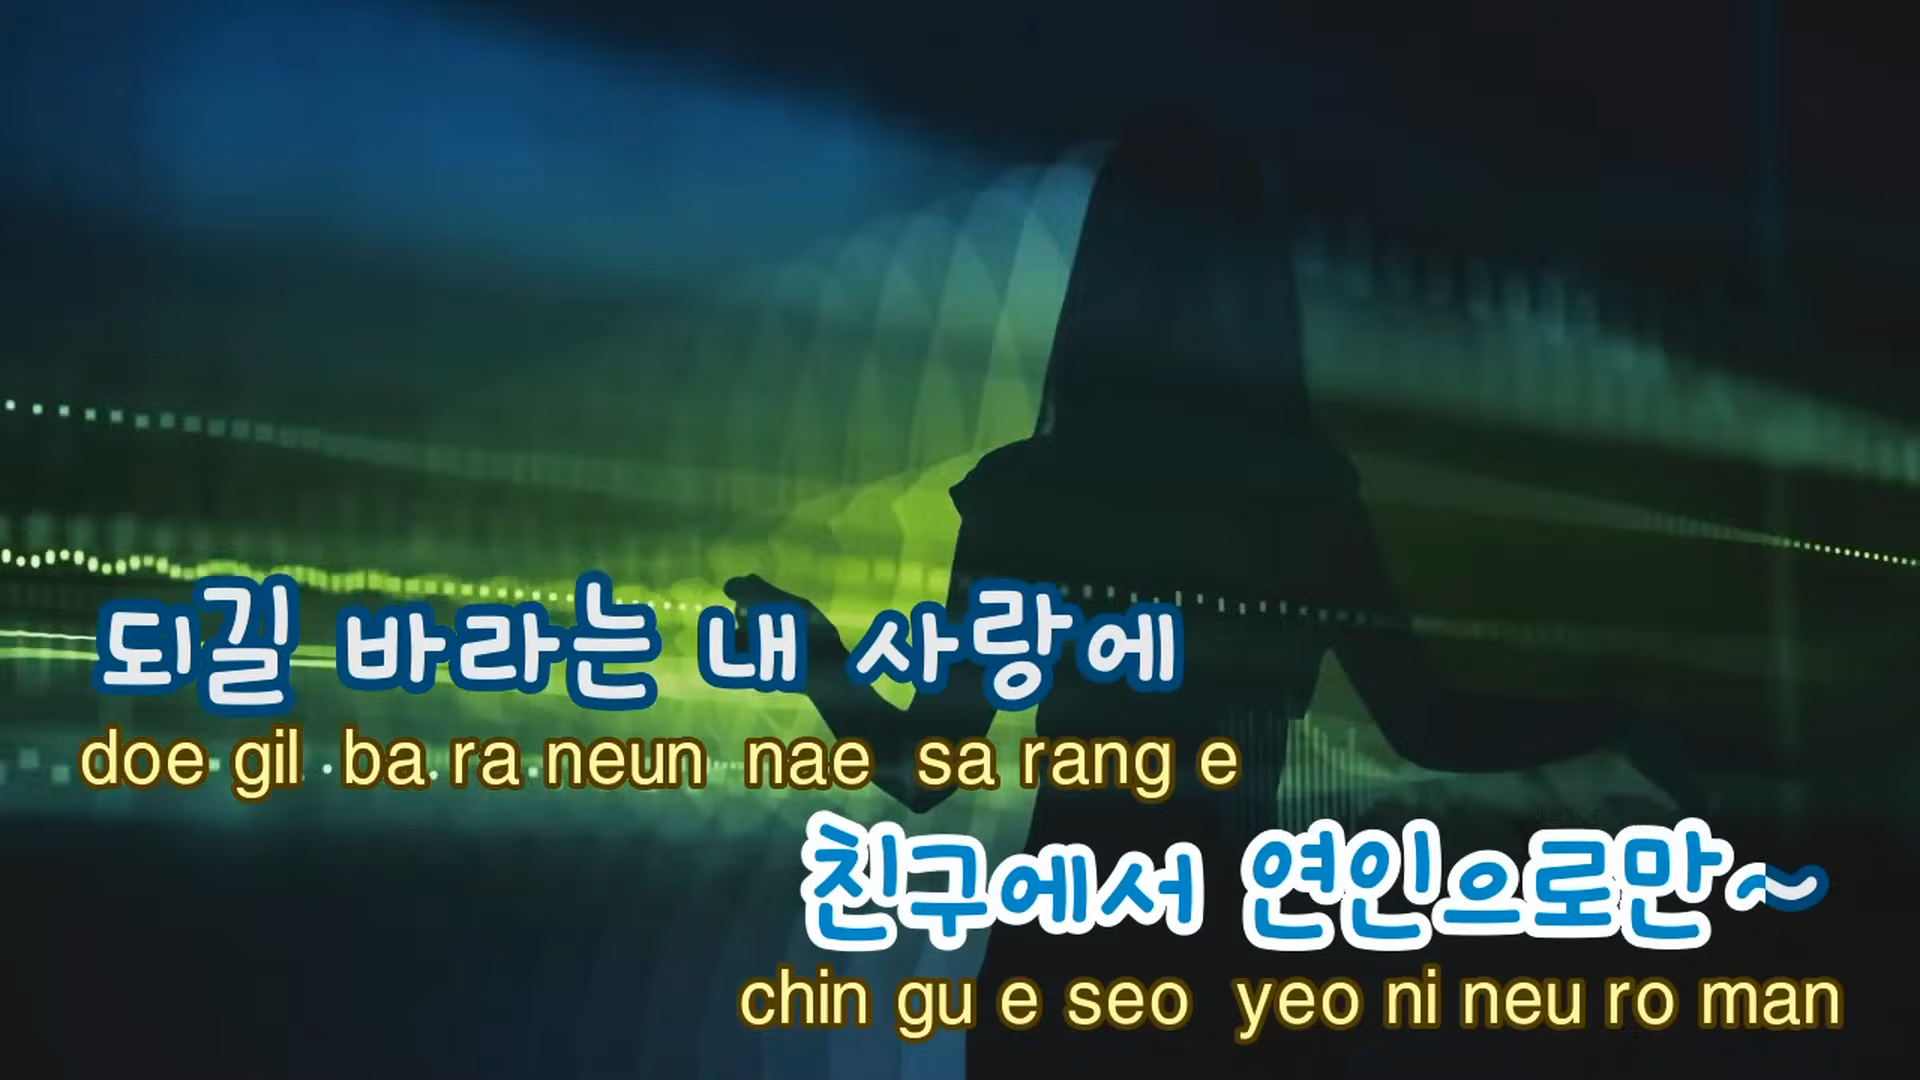 되길 바라는 내 사랑에
doe gil ba ra neun nae sa rang e
친구에서 연인으로만~
chin gu e seo yeo ni neu ro man